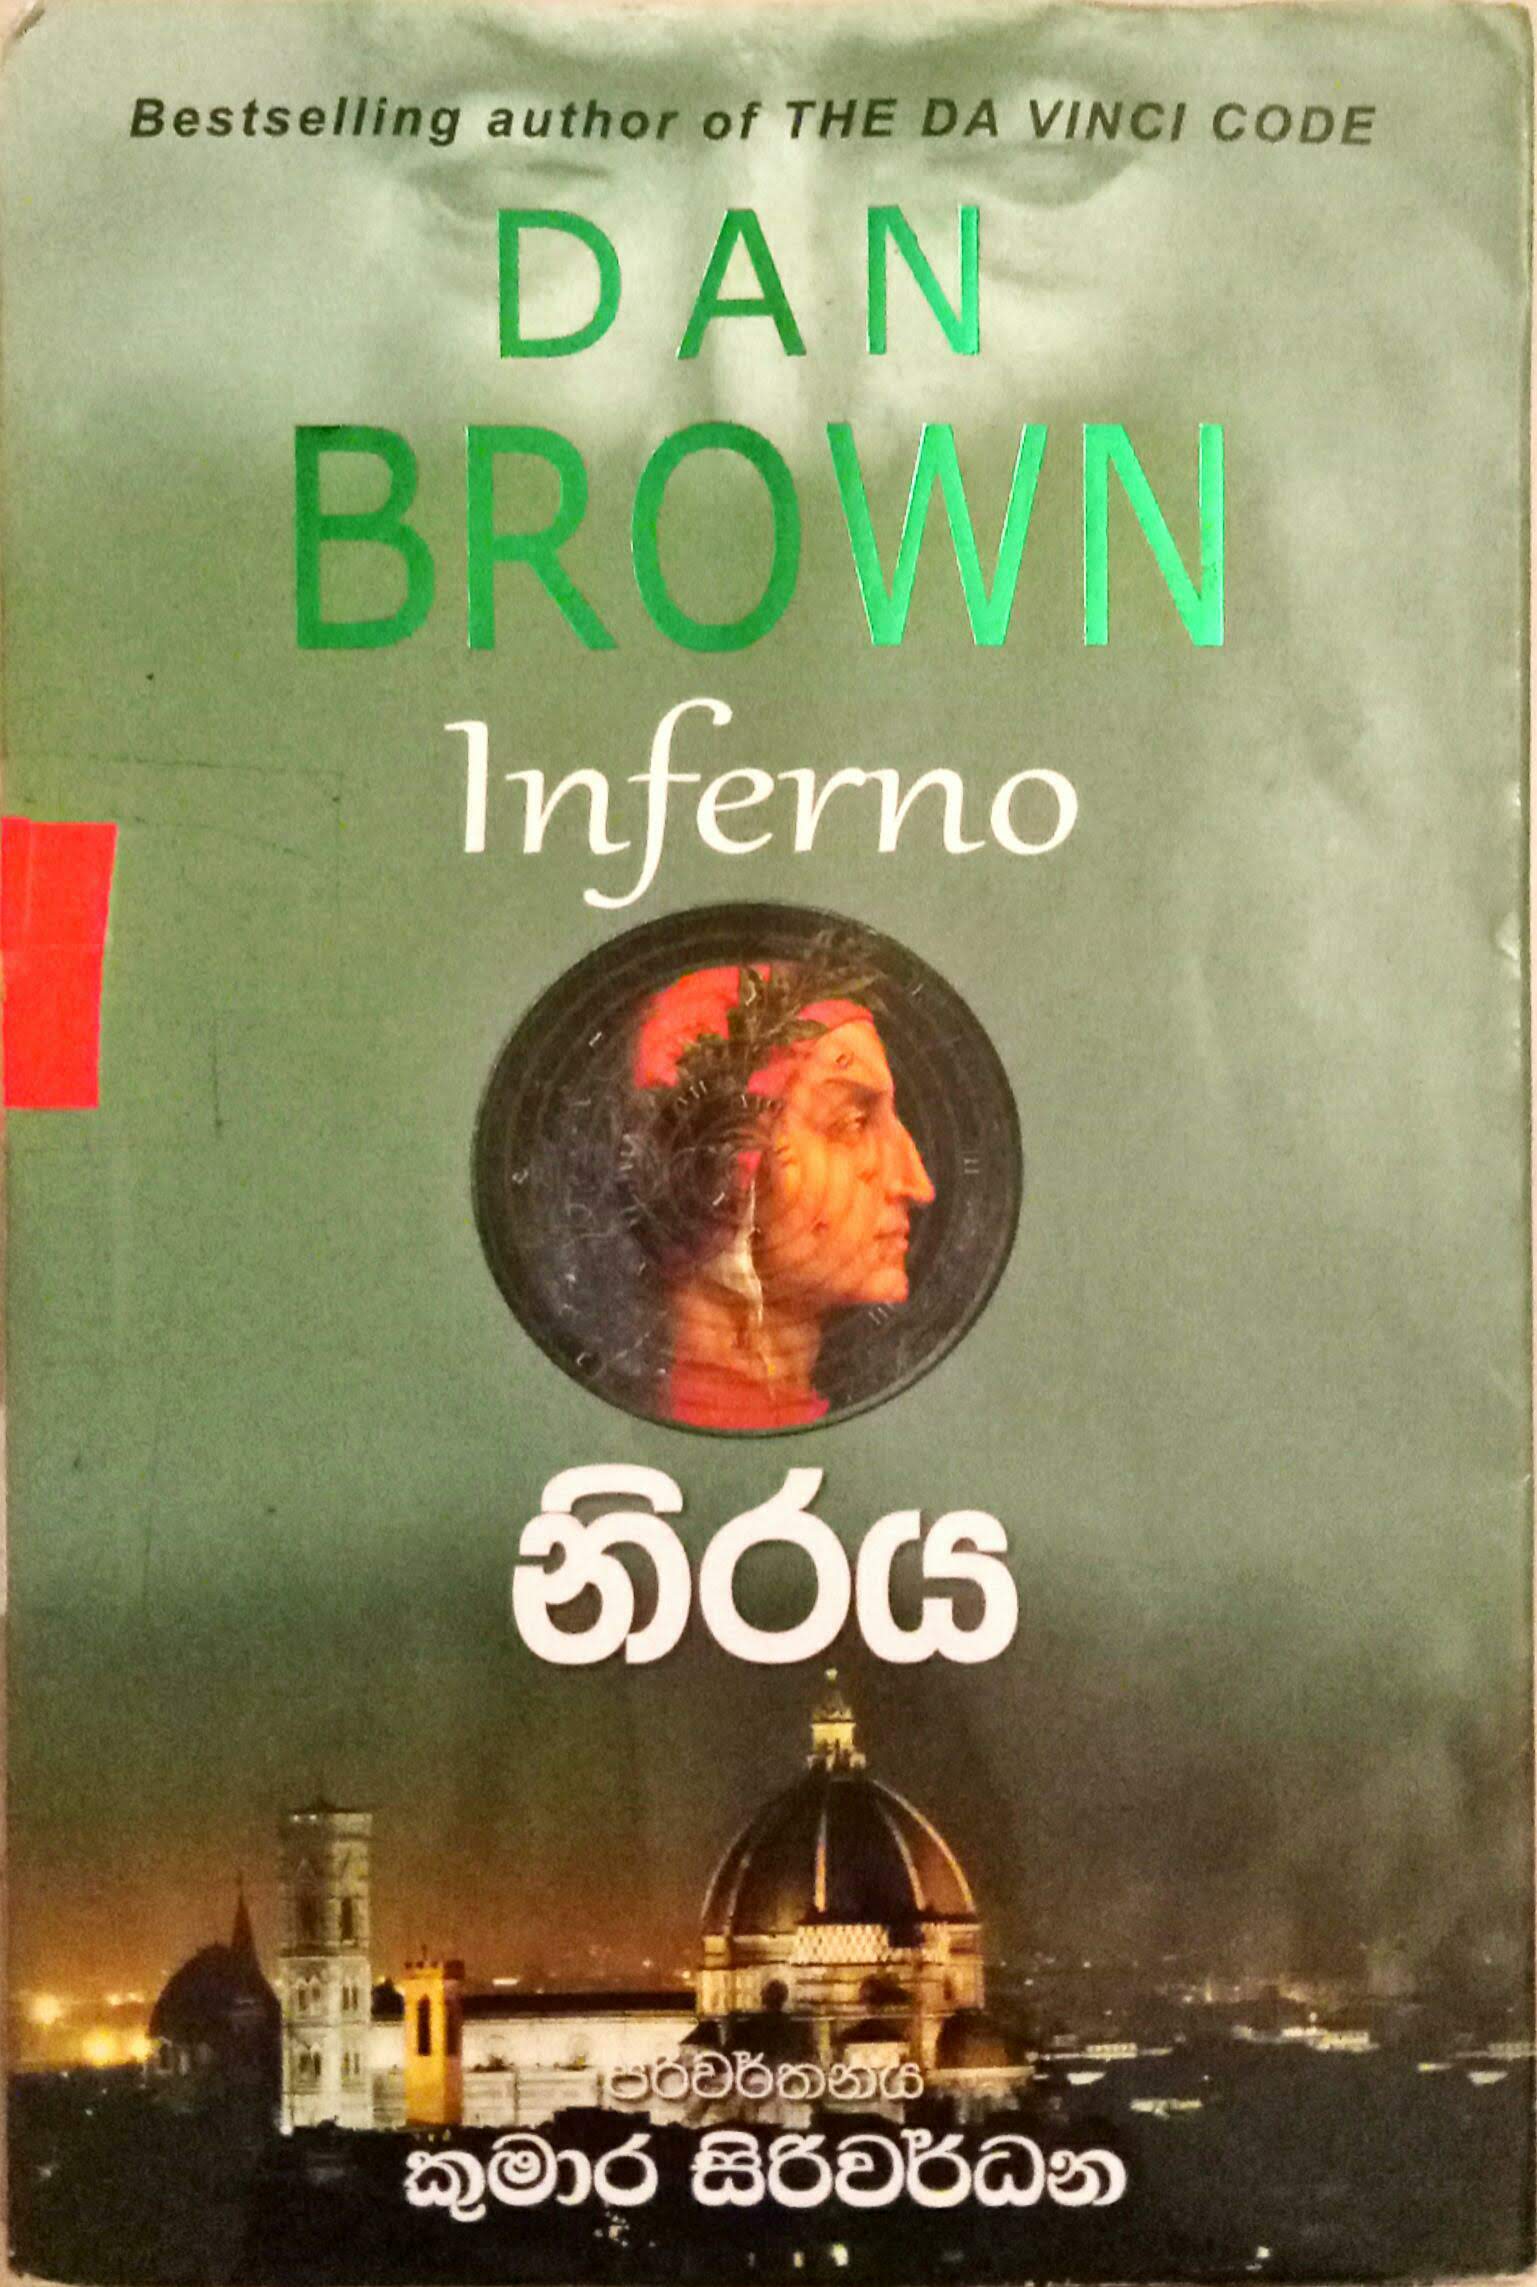 Bestselling author of THE DA VINCI CODE
DAN
BROWN
Inferno
නිරය
පරිවර්තනය
කුමාර සිරිවර්ධන